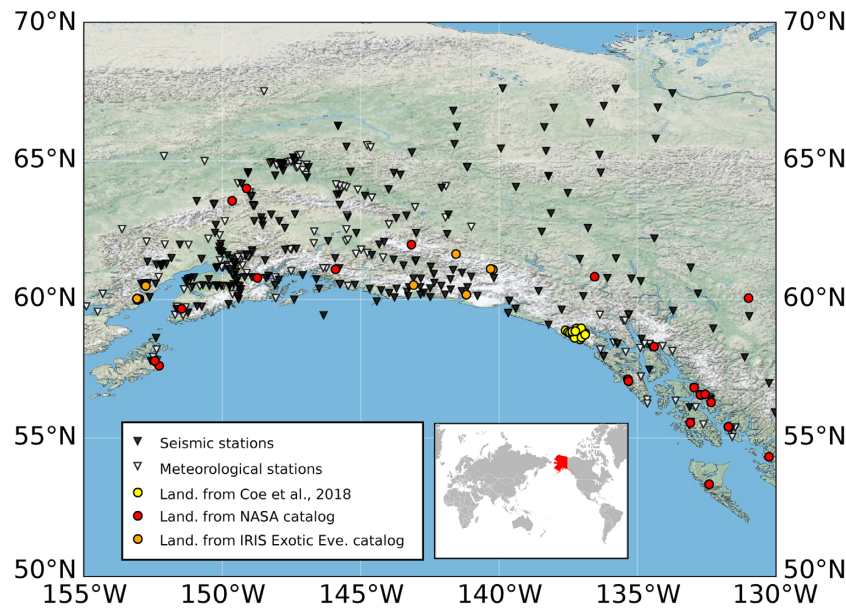 70°N
70°N
65°N
65°N
60°N
60°N
55°N
55°N
Seismic stations
Meteorological stations
Land. from Coe et al., 2018
Land. from NASA catalog
Land. from IRIS Exotic Eve. catalog
50°N
50°N
155°W
150°W
145°W
140°W
135°W
130°W